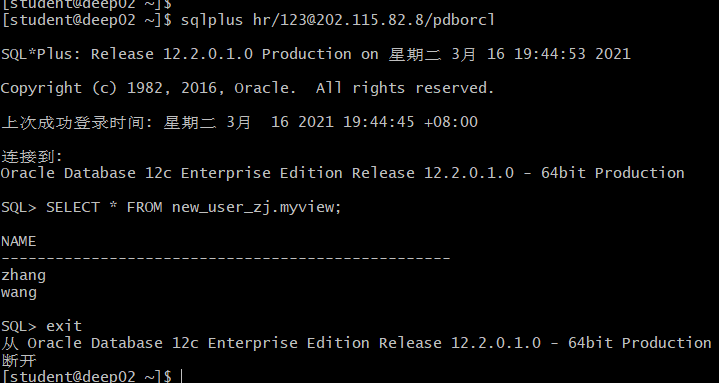 [student@deep02 ~]$
[student@deep02 ~]$ sqlplus hr/123@202.115.82.8/pdborcl
SQL*Plus: Release 12.2.0.1.0 Production on 星期二 3月 16 19:44:53 2021
Copyright (c) 1982, 2016, Oracle.  All rights reserved.
上次成功登录时间: 星期二 3月  16 2021 19:44:45 +08:00
连接到:
Oracle Database 12c Enterprise Edition Release 12.2.0.1.0 - 64bit Production
SQL> SELECT * FROM new_user_zj.myview;
NAME
--------------------------------------------------
zhang
wang
SQL> exit
从 Oracle Database 12c Enterprise Edition Release 12.2.0.1.0 - 64bit Production
断开
[student@deep02 ~]$